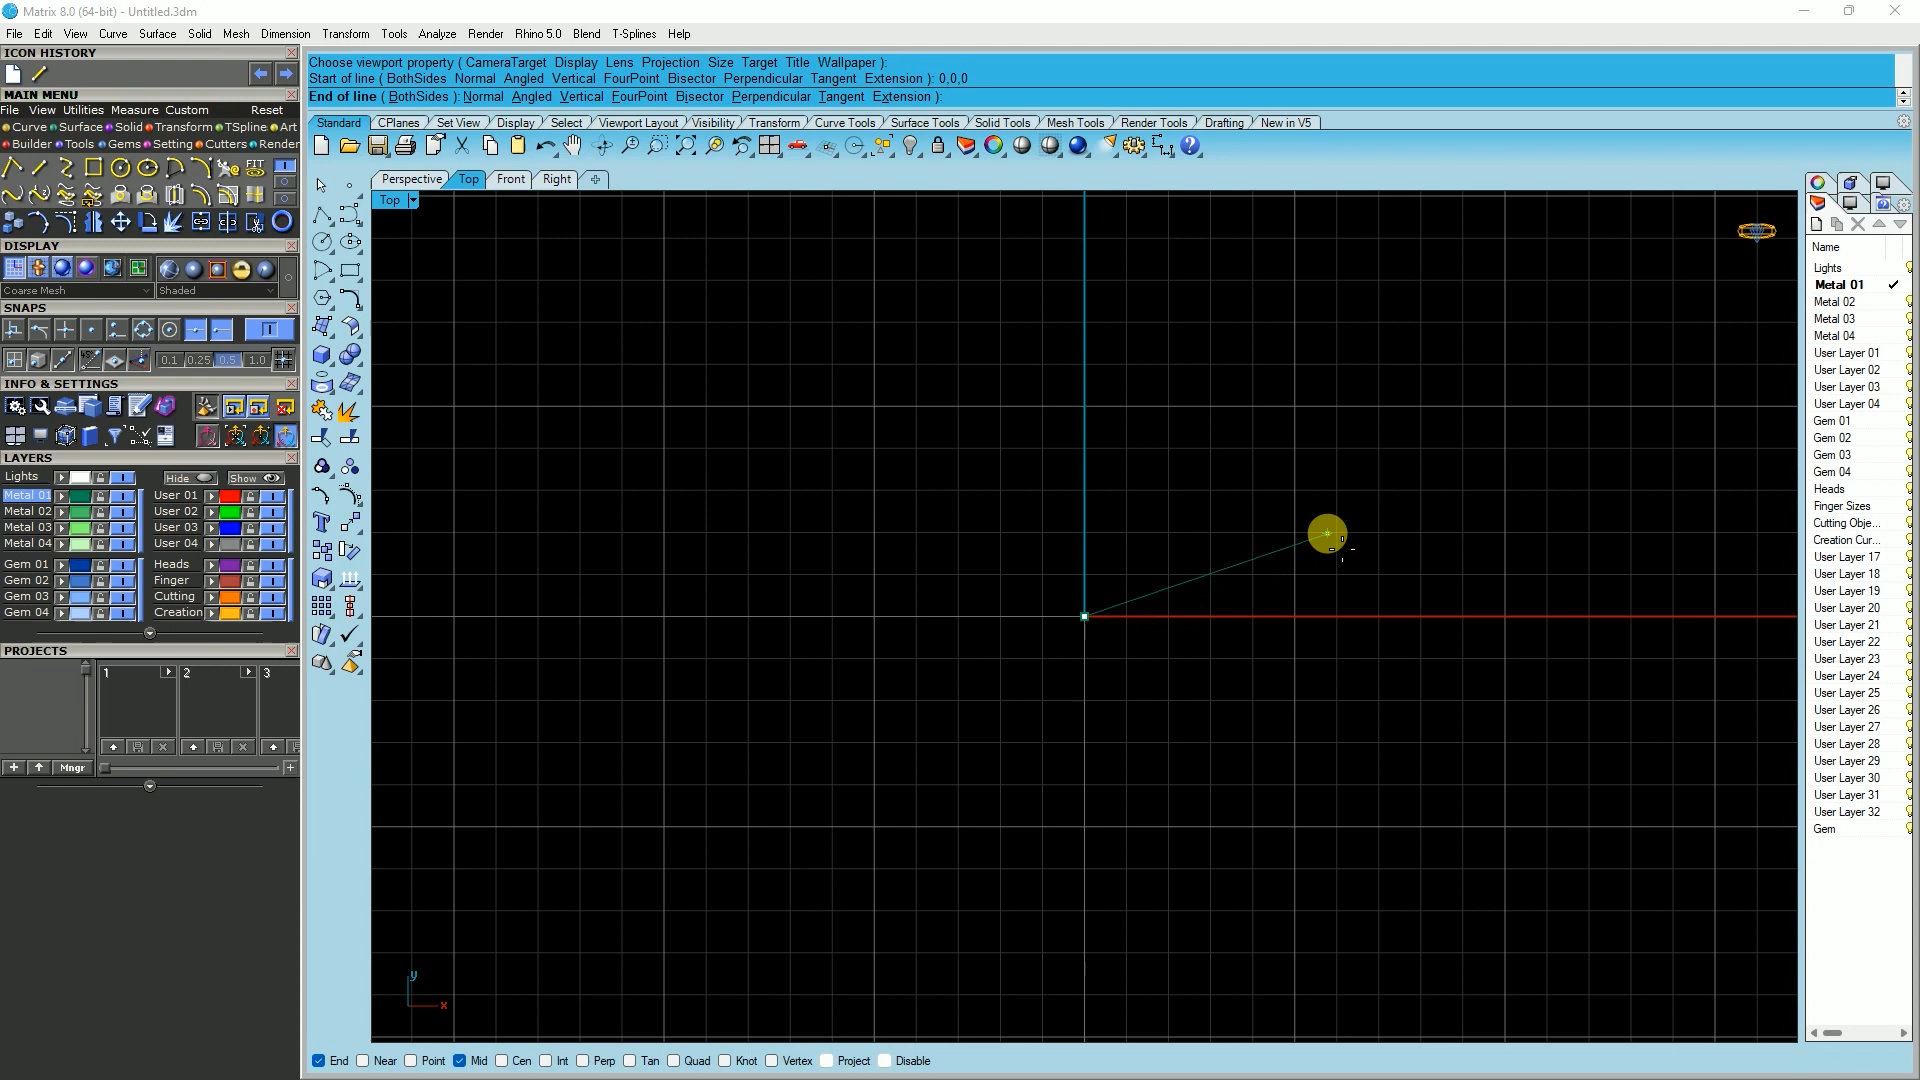 Matrix 8.0 (64-bit) - Untitled.3dm
File Edit View Curve Surface Solid Mesh Dimension Transform Tools Analyze Render Rhino 5.0 Blend T-Splines Help
ICON HISTORY
Choose viewport property ( CameraTarget Display Lens Projection Size Target Title Wallpaper ):
Start of line ( BothSides Normal Angled Vertical FourPoint Bisector Perpendicular Tangent Extension ): 0,0,0
End of line ( BothSides ): Normal Angled Vertical FourPoint Bisector Perpendicular Tangent Extension ):
MAIN MENU
File View Utilities Measure Custom Reset
Curve Surface Solid Transform TSpline Art
Builder Tools Gems Setting Cutters Render
FIT
Standard CPlanes Set View Display Select Viewport Layout Visibility Transform Curve Tools Surface Tools Solid Tools Mesh Tools Render Tools Drafting New in V5
Perspective Top Front Right
Top
DISPLAY
Coarse Mesh Shaded
SNAPS
0.1 0.25 0.5 1.0
INFO & SETTINGS
LAYERS
Lights Hide Show
Metal 01 User 01
Metal 02 User 02
Metal 03 User 03
Metal 04 User 04
Gem 01 Heads
Gem 02 Finger
Gem 03 Cutting
Gem 04 Creation
PROJECTS
1 2 3
Mngr
y
x
Name
Lights
Metal 01
Metal 02
Metal 03
Metal 04
User Layer 01
User Layer 02
User Layer 03
User Layer 04
Gem 01
Gem 02
Gem 03
Gem 04
Heads
Finger Sizes
Cutting Obje...
Creation Cur...
User Layer 17
User Layer 18
User Layer 19
User Layer 20
User Layer 21
User Layer 22
User Layer 23
User Layer 24
User Layer 25
User Layer 26
User Layer 27
User Layer 28
User Layer 29
User Layer 30
User Layer 31
User Layer 32
Gem
End Near Point Mid Cen Int Perp Tan Quad Knot Vertex Project Disable